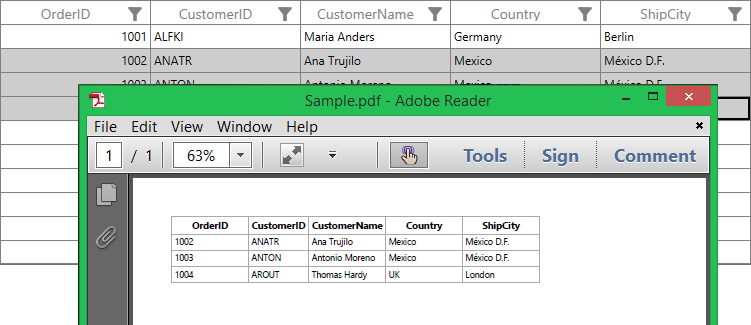 OrderID CustomerID CustomerName Country ShipCity
1001 ALFKI Maria Anders Germany Berlin
1002 ANATR Ana Trujilo Mexico México D.F.
1003 ANTON Antonio Moreno Mexico México D.F.
Sample.pdf - Adobe Reader
File Edit View Window Help
1 / 1 63% Tools Sign Comment
OrderID CustomerID CustomerName Country ShipCity
1002 ANATR Ana Trujilo Mexico México D.F.
1003 ANTON Antonio Moreno Mexico México D.F.
1004 AROUT Thomas Hardy UK London